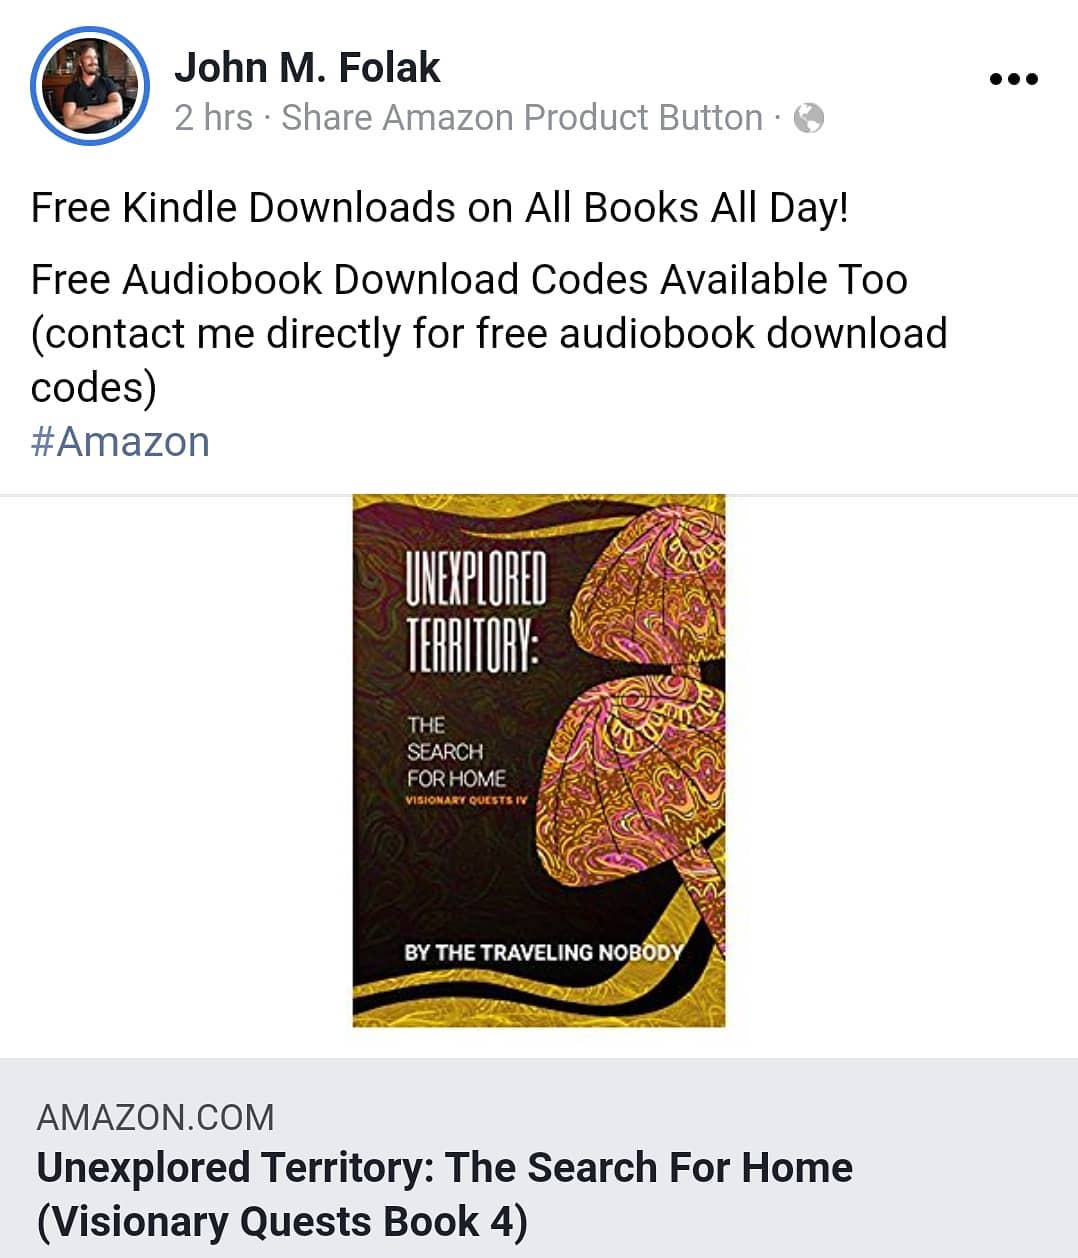 John M. Folak
2 hrs · Share Amazon Product Button ·
Free Kindle Downloads on All Books All Day!
Free Audiobook Download Codes Available Too
(contact me directly for free audiobook download
codes)
#Amazon
UNEXPLORED
TERRITORY:
THE
SEARCH
FOR HOME
VISIONARY QUESTS IV
BY THE TRAVELING NOBODY
AMAZON.COM
Unexplored Territory: The Search For Home
(Visionary Quests Book 4)